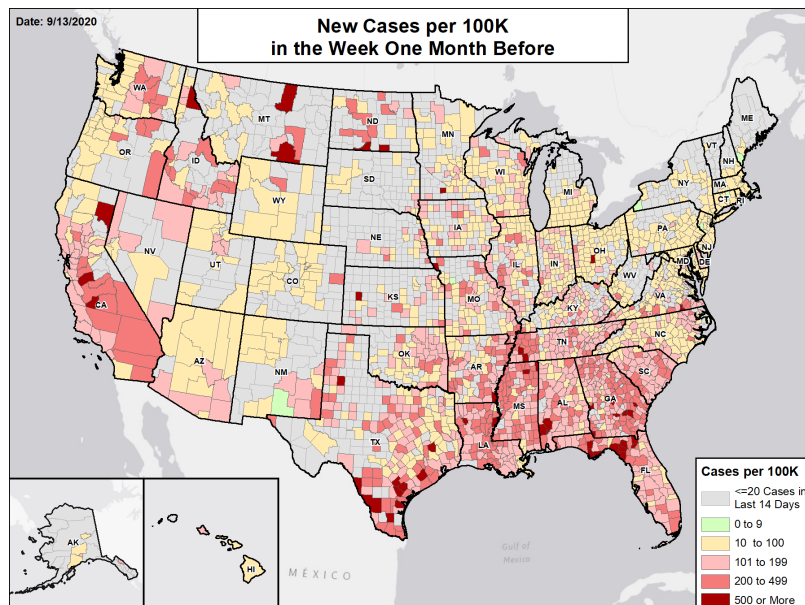 Date: 9/13/2020
New Cases per 100K
in the Week One Month Before
WA
MT
ND
MN
ME
OR
ID
SD
WI
VT
NH
NY
MA
CT
RI
WY
MI
IA
PA
NJ
NE
NV
UT
CO
IL
IN
OH
MD
DE
WV
VA
CA
KS
MO
KY
NC
AZ
NM
OK
TN
AR
SC
MS
AL
GA
TX
LA
FL
AK
HI
MÉXICO
Gulf of
Mexico
Cases per 100K
<=20 Cases in
Last 14 Days
0 to 9
10 to 100
101 to 199
200 to 499
500 or More